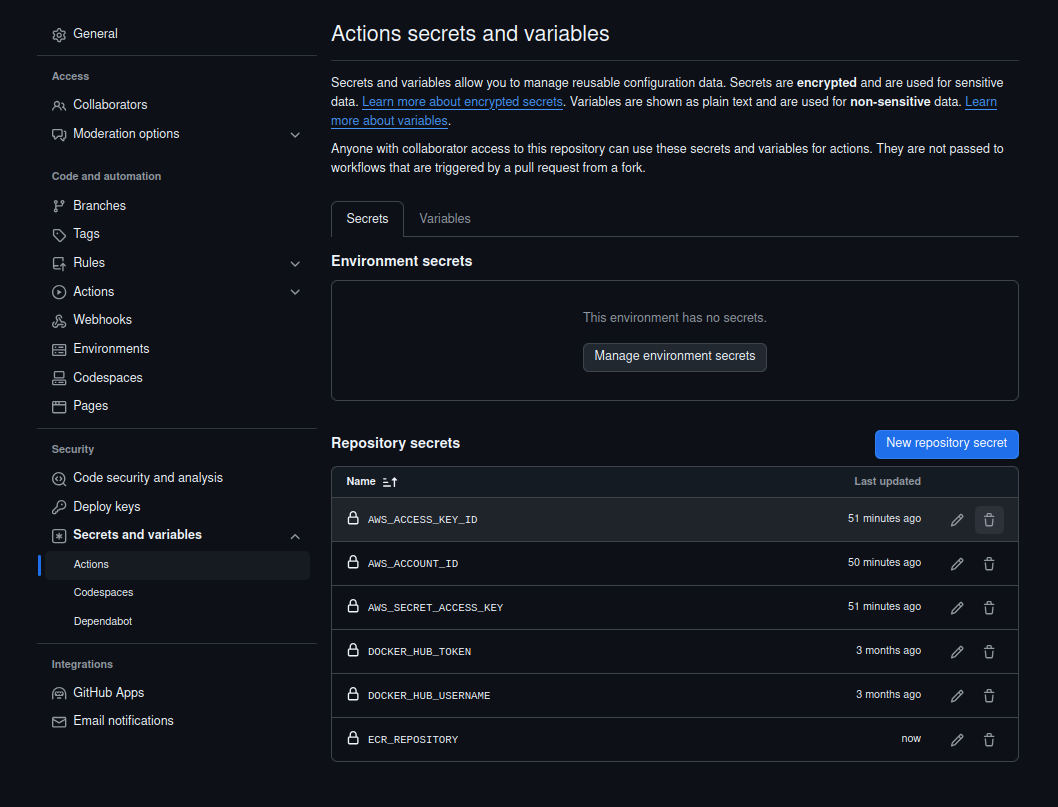 General
Access
Collaborators
Moderation options
Code and automation
Branches
Tags
Rules
Actions
Webhooks
Environments
Codespaces
Pages
Security
Code security and analysis
Deploy keys
Secrets and variables
Actions
Codespaces
Dependabot
Integrations
GitHub Apps
Email notifications
Actions secrets and variables
Secrets and variables allow you to manage reusable configuration data. Secrets are encrypted and are used for sensitive
data. Learn more about encrypted secrets. Variables are shown as plain text and are used for non-sensitive data. Learn
more about variables.
Anyone with collaborator access to this repository can use these secrets and variables for actions. They are not passed to
workflows that are triggered by a pull request from a fork.
Secrets Variables
Environment secrets
This environment has no secrets.
Manage environment secrets
Repository secrets New repository secret
Name Last updated
AWS_ACCESS_KEY_ID 51 minutes ago
AWS_ACCOUNT_ID 50 minutes ago
AWS_SECRET_ACCESS_KEY 51 minutes ago
DOCKER_HUB_TOKEN 3 months ago
DOCKER_HUB_USERNAME 3 months ago
ECR_REPOSITORY now